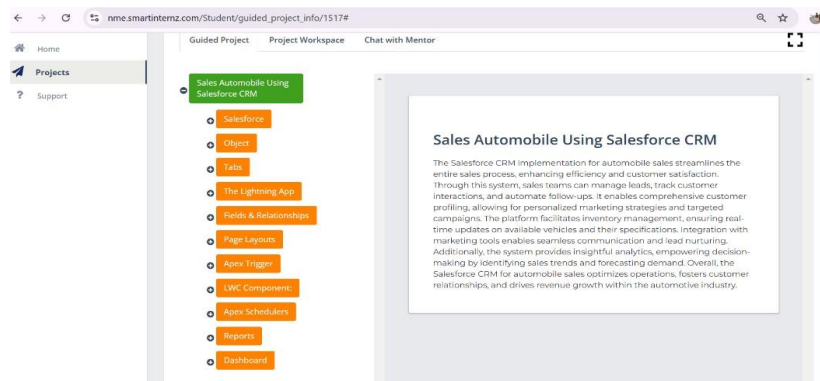 nme.smartinternz.com/Student/guided_project_info/1517#
Guided Project Project Workspace Chat with Mentor
Home
Projects
? Support
Sales Automobile Using
Salesforce CRM
Salesforce
Object
Tabs
The Lightning App
Fields & Relationships
Page Layouts
Apex Trigger
LWC Component:
Apex Schedulers
Reports
Dashboard
Sales Automobile Using Salesforce CRM
The Salesforce CRM implementation for automobile sales streamlines the
entire sales process, enhancing efficiency and customer satisfaction.
Through this system, sales teams can manage leads, track customer
interactions, and automate follow-ups. It enables comprehensive customer
profiling, allowing for personalized marketing strategies and targeted
campaigns. The platform facilitates inventory management, ensuring real-
time updates on available vehicles and their specifications. Integration with
marketing tools enables seamless communication and lead nurturing.
Additionally, the system provides insightful analytics, empowering decision-
making by identifying sales trends and forecasting demand. Overall, the
Salesforce CRM for automobile sales optimizes operations, fosters customer
relationships, and drives revenue growth within the automotive industry.